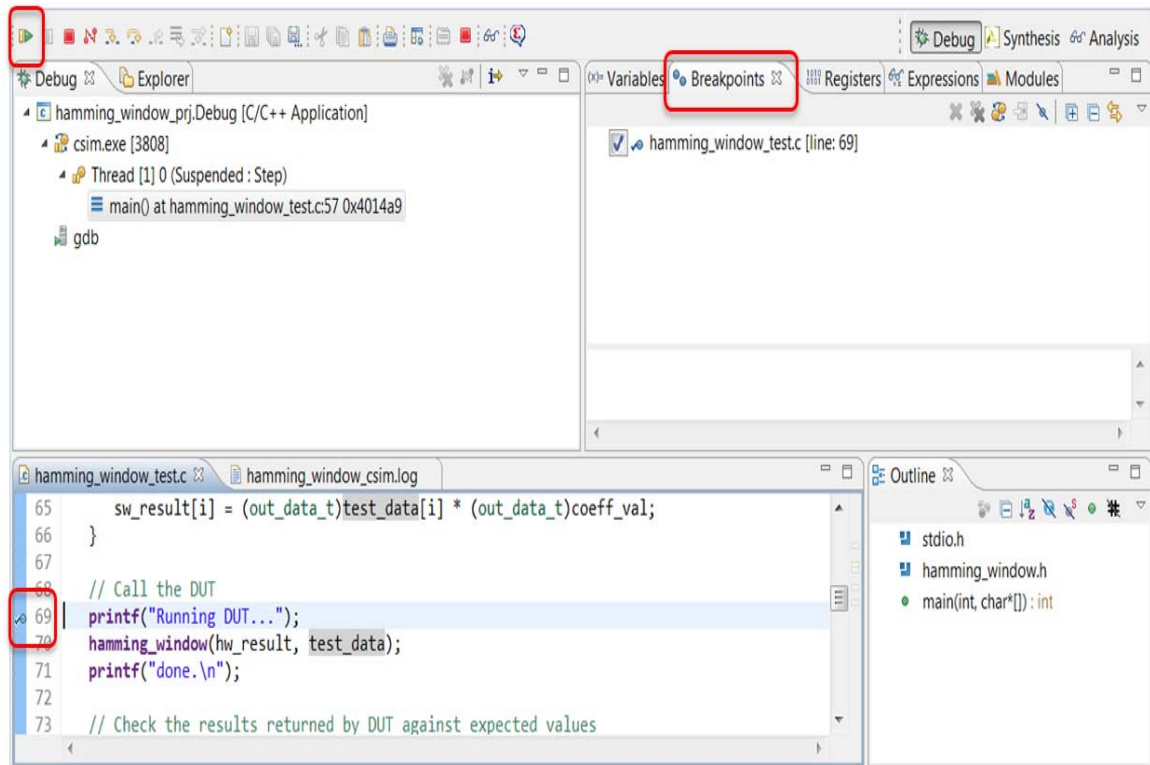 Debug Synthesis Analysis
Debug Explorer
hamming_window_prj.Debug [C/C++ Application]
csim.exe [3808]
Thread [1] 0 (Suspended : Step)
main() at hamming_window_test.c:57 0x4014a9
gdb
(x)= Variables Breakpoints Registers Expressions Modules
hamming_window_test.c [line: 69]
hamming_window_test.c hamming_window_csim.log
65 sw_result[i] = (out_data_t)test_data[i] * (out_data_t)coeff_val;
66 }
67
68 // Call the DUT
69 printf("Running DUT...");
70 hamming_window(hw_result, test_data);
71 printf("done.\n");
72
73 // Check the results returned by DUT against expected values
Outline
stdio.h
hamming_window.h
main(int, char*[]) : int